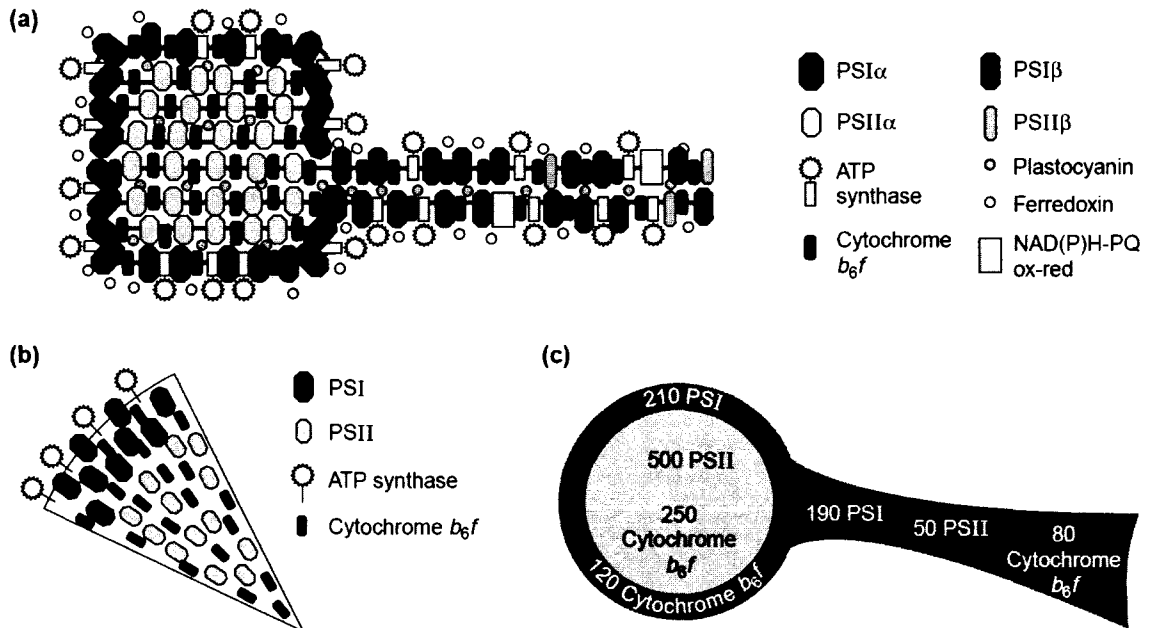 (a)
PSIα
PSIIα
ATP
synthase
Cytochrome
b6f
PSIβ
PSIIβ
Plastocyanin
Ferredoxin
NAD(P)H-PQ
ox-red
(b)
PSI
PSII
ATP synthase
Cytochrome b6f
(c)
210 PSI
500 PSII
250
Cytochrome
b6f
120 Cytochrome b6f
190 PSI
50 PSII
80
Cytochrome
b6f